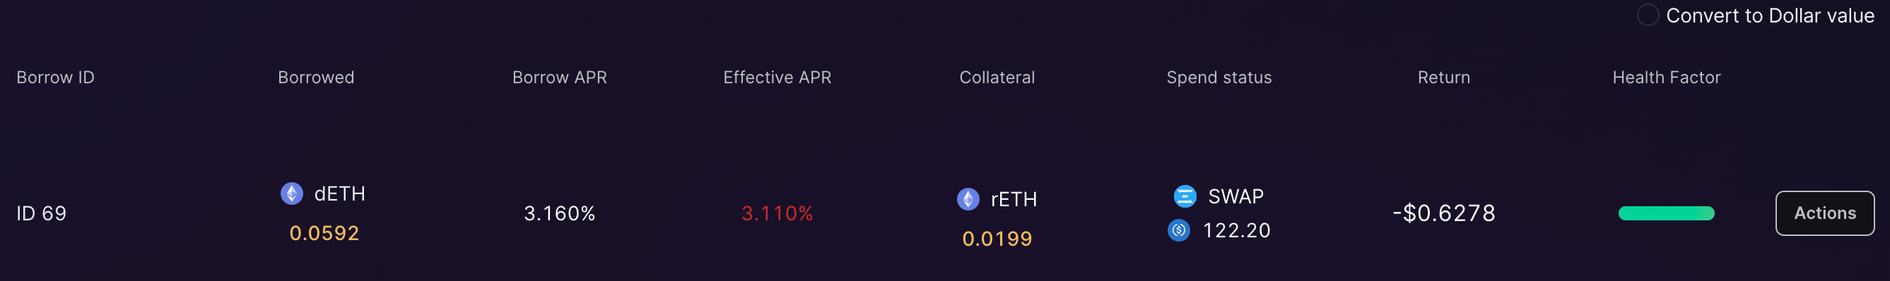 Convert to Dollar value
Borrow ID Borrowed Borrow APR Effective APR Collateral Spend status Return Health Factor
dETH rETH SWAP
ID 69 3.160% 3.110% -$0.6278 Actions
0.0592 0.0199 122.20